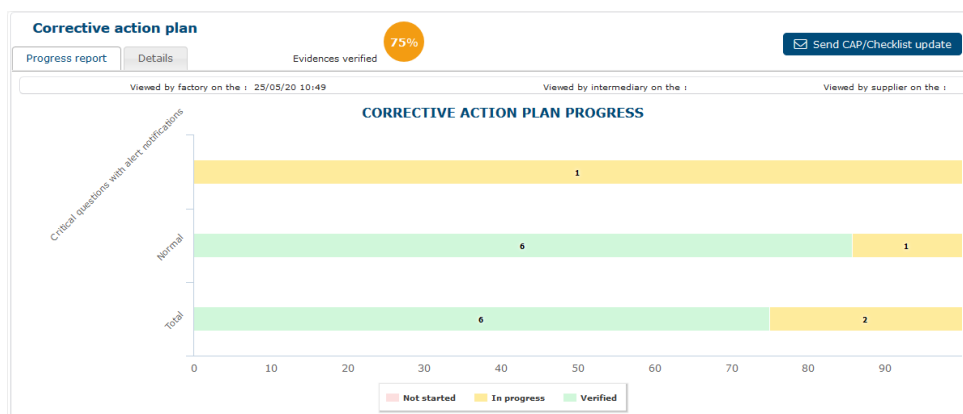 Corrective action plan
75%
Progress report
Details
Evidences verified
Send CAP/Checklist update
Viewed by factory on the : 25/05/20 10:49
Viewed by intermediary on the :
Viewed by supplier on the :
CORRECTIVE ACTION PLAN PROGRESS
Critical questions with alert notifications
1
Normal
6
1
Total
6
2
0 10 20 30 40 50 60 70 80 90
Not started In progress Verified